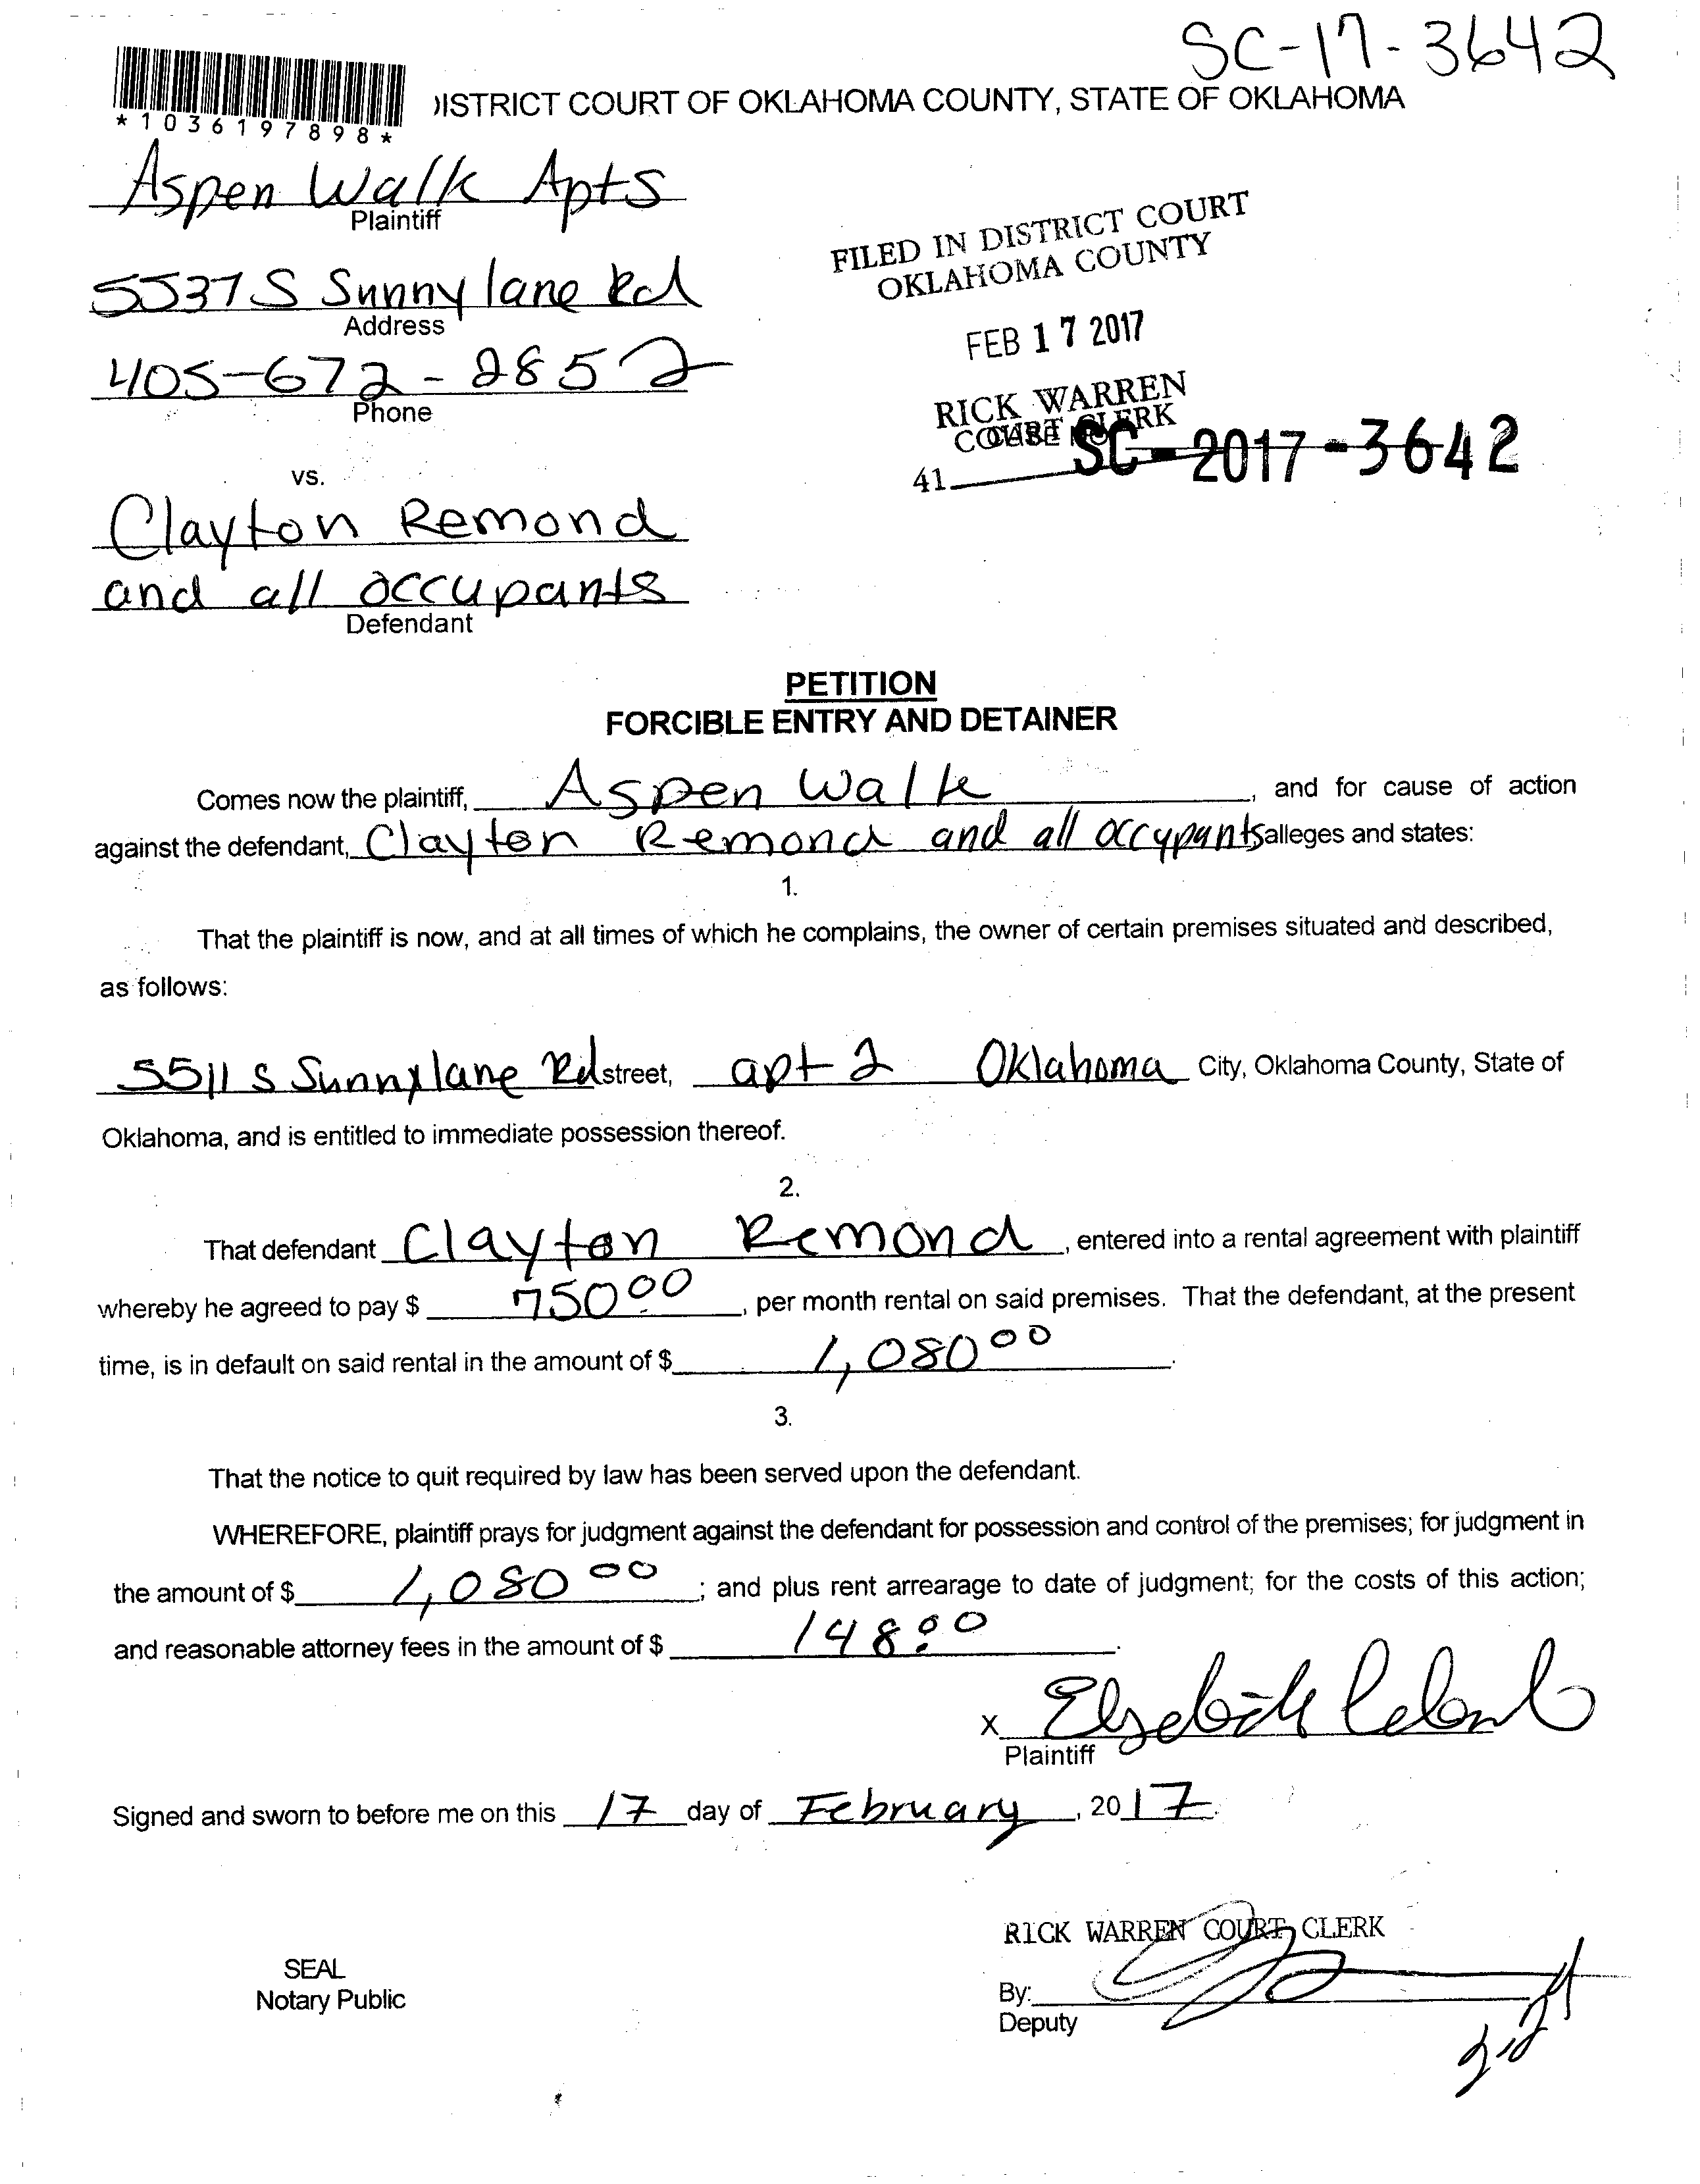 SC-17-3642
*1036197898*
DISTRICT COURT OF OKLAHOMA COUNTY, STATE OF OKLAHOMA
Aspen Walk Apts
Plaintiff
5537 S Sunnylane Rd
Address
405-672-2852
Phone
FILED IN DISTRICT COURT
OKLAHOMA COUNTY
FEB 17 2017
RICK WARREN
COURT CLERK
41 SC-2017-3642
vs.
Clayton Remond
and all occupants
Defendant
PETITION
FORCIBLE ENTRY AND DETAINER
Comes now the plaintiff, Aspen Walk, and for cause of action
against the defendant, Clayton Remond and all occypants alleges and states:
1.
That the plaintiff is now, and at all times of which he complains, the owner of certain premises situated and described,
as follows:
5511 S Sunnylane Rd street, apt 2 Oklahoma City, Oklahoma County, State of
Oklahoma, and is entitled to immediate possession thereof.
2.
That defendant Clayton Remond, entered into a rental agreement with plaintiff
whereby he agreed to pay $ 750.00, per month rental on said premises. That the defendant, at the present
time, is in default on said rental in the amount of $ 1,080 00.
3.
That the notice to quit required by law has been served upon the defendant.
WHEREFORE, plaintiff prays for judgment against the defendant for possession and control of the premises; for judgment in
the amount of $ 1,080 00; and plus rent arrearage to date of judgment; for the costs of this action;
and reasonable attorney fees in the amount of $ 148.00.
X
Plaintiff
Signed and sworn to before me on this 17 day of February, 2017.
RICK WARREN COURT CLERK
SEAL
Notary Public
By:
Deputy